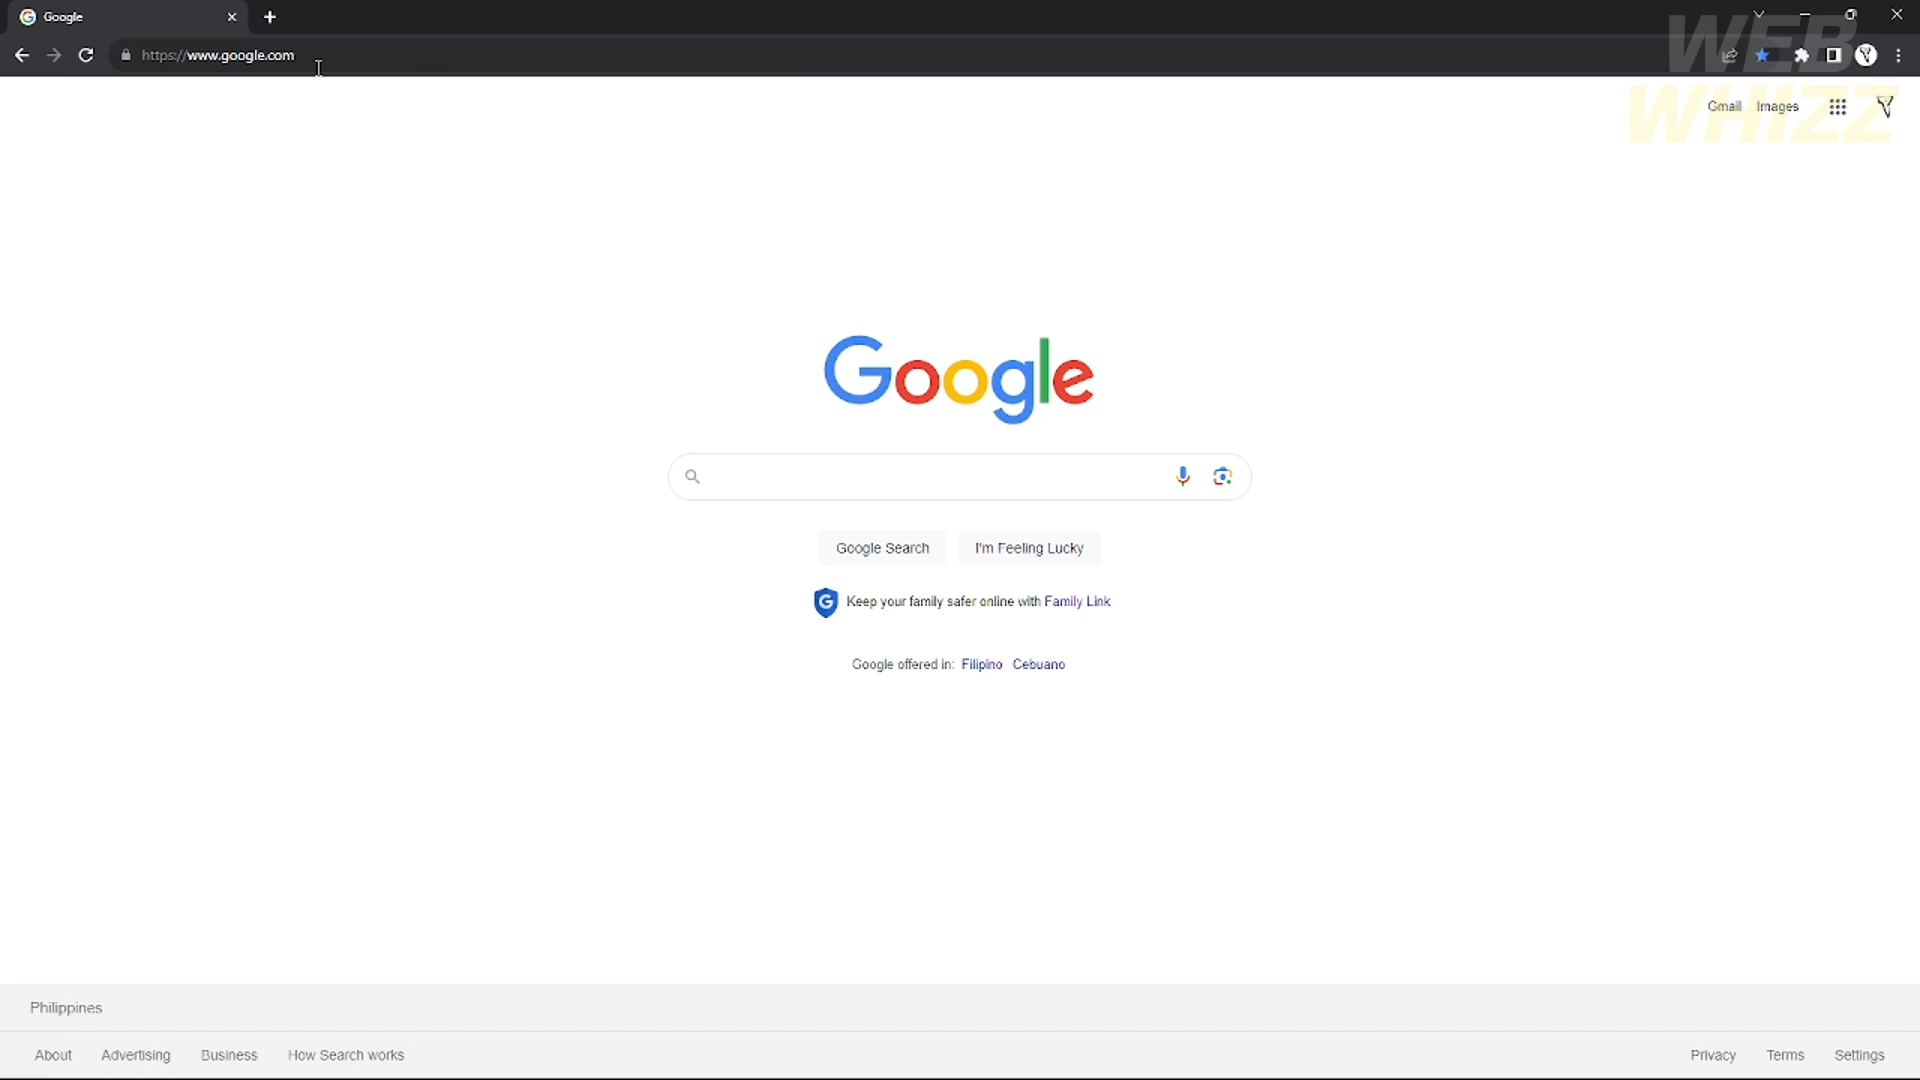 Google
https://www.google.com
WEB
WHIZZ
Gmail Images
Google
Google Search I'm Feeling Lucky
Keep your family safer online with Family Link
Google offered in: Filipino Cebuano
Philippines
About Advertising Business How Search works Privacy Terms Settings